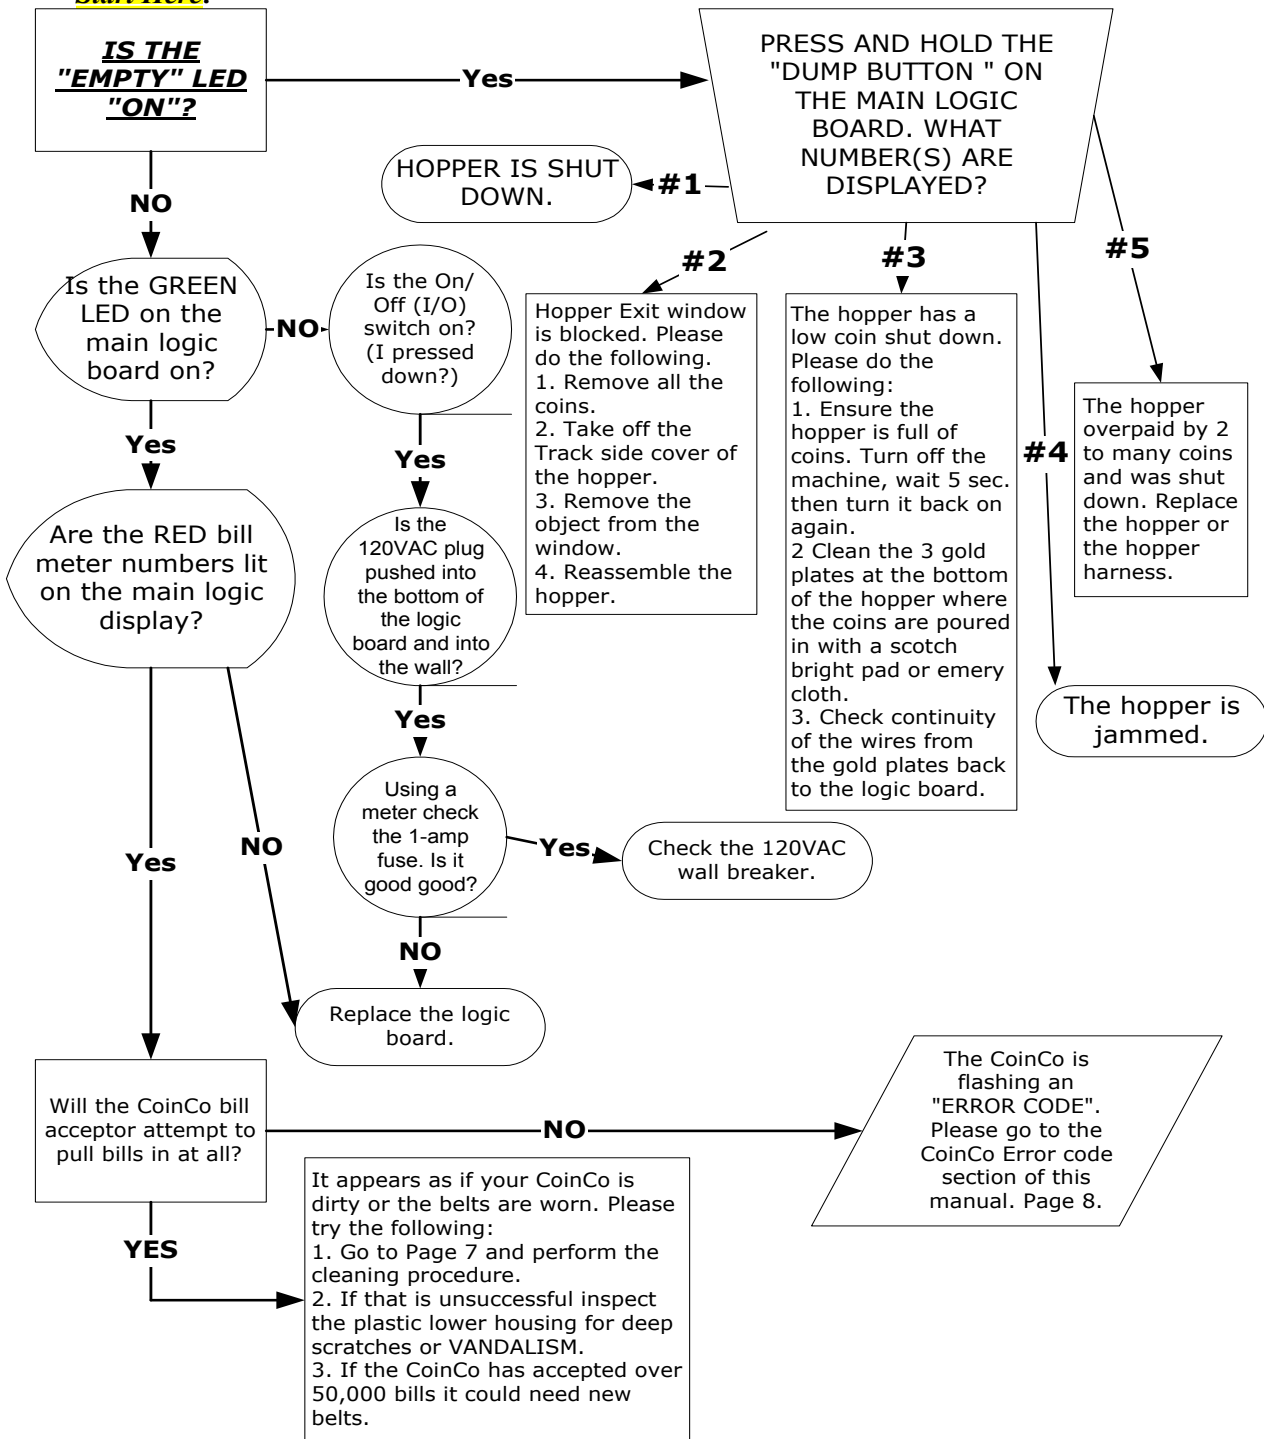 Start Here:
IS THE
"EMPTY" LED
"ON"?
Yes
PRESS AND HOLD THE
"DUMP BUTTON " ON
THE MAIN LOGIC
BOARD. WHAT
NUMBER(S) ARE
DISPLAYED?
#1
HOPPER IS SHUT
DOWN.
#2
Hopper Exit window
is blocked. Please
do the following.
1. Remove all the
coins.
2. Take off the
Track side cover of
the hopper.
3. Remove the
object from the
window.
4. Reassemble the
hopper.
#3
The hopper has a
low coin shut down.
Please do the
following:
1. Ensure the
hopper is full of
coins. Turn off the
machine, wait 5 sec.
then turn it back on
again.
2 Clean the 3 gold
plates at the bottom
of the hopper where
the coins are poured
in with a scotch
bright pad or emery
cloth.
3. Check continuity
of the wires from
the gold plates back
to the logic board.
#4
The hopper is
jammed.
#5
The hopper
overpaid by 2
to many coins
and was shut
down. Replace
the hopper or
the hopper
harness.
NO
Is the GREEN
LED on the
main logic
board on?
NO
Is the On/
Off (I/O)
switch on?
(I pressed
down?)
Yes
Is the
120VAC plug
pushed into
the bottom of
the logic
board and into
the wall?
Yes
Using a
meter check
the 1-amp
fuse. Is it
good good?
Yes
Check the 120VAC
wall breaker.
NO
Replace the logic
board.
Yes
Are the RED bill
meter numbers lit
on the main logic
display?
NO
Yes
Will the CoinCo bill
acceptor attempt to
pull bills in at all?
NO
The CoinCo is
flashing an
"ERROR CODE".
Please go to the
CoinCo Error code
section of this
manual. Page 8.
YES
It appears as if your CoinCo is
dirty or the belts are worn. Please
try the following:
1. Go to Page 7 and perform the
cleaning procedure.
2. If that is unsuccessful inspect
the plastic lower housing for deep
scratches or VANDALISM.
3. If the CoinCo has accepted over
50,000 bills it could need new
belts.